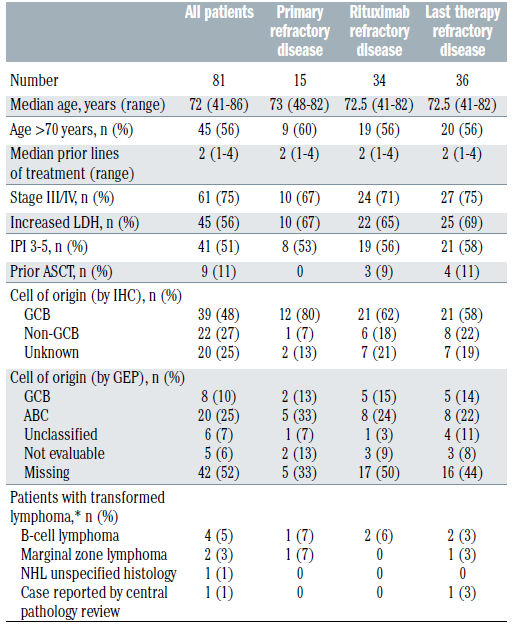 All patients Primary Rituximab Last therapy
refractory refractory refractory
disease disease disease
Number 81 15 34 36
Median age, years (range) 72 (41-86) 73 (48-82) 72.5 (41-82) 72.5 (41-82)
Age >70 years, n (%) 45 (56) 9 (60) 19 (56) 20 (56)
Median prior lines 2 (1-4) 2 (1-4) 2 (1-4) 2 (1-4)
of treatment (range)
Stage III/IV, n (%) 61 (75) 10 (67) 24 (71) 27 (75)
Increased LDH, n (%) 45 (56) 10 (67) 22 (65) 25 (69)
IPI 3-5, n (%) 41 (51) 8 (53) 19 (56) 21 (58)
Prior ASCT, n (%) 9 (11) 0 3 (9) 4 (11)
Cell of origin (by IHC), n (%)
GCB 39 (48) 12 (80) 21 (62) 21 (58)
Non-GCB 22 (27) 1 (7) 6 (18) 8 (22)
Unknown 20 (25) 2 (13) 7 (21) 7 (19)
Cell of origin (by GEP), n (%)
GCB 8 (10) 2 (13) 5 (15) 5 (14)
ABC 20 (25) 5 (33) 8 (24) 8 (22)
Unclassified 6 (7) 1 (7) 1 (3) 4 (11)
Not evaluable 5 (6) 2 (13) 3 (9) 3 (8)
Missing 42 (52) 5 (33) 17 (50) 16 (44)
Patients with transformed
lymphoma,* n (%)
B-cell lymphoma 4 (5) 1 (7) 2 (6) 2 (3)
Marginal zone lymphoma 2 (3) 1 (7) 0 1 (3)
NHL unspecified histology 1 (1) 0 0 0
Case reported by central 1 (1) 0 0 1 (3)
pathology review